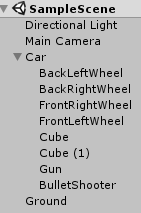 SampleScene
Directional Light
Main Camera
Car
BackLeftWheel
BackRightWheel
FrontRightWheel
FrontLeftWheel
Cube
Cube (1)
Gun
BulletShooter
Ground